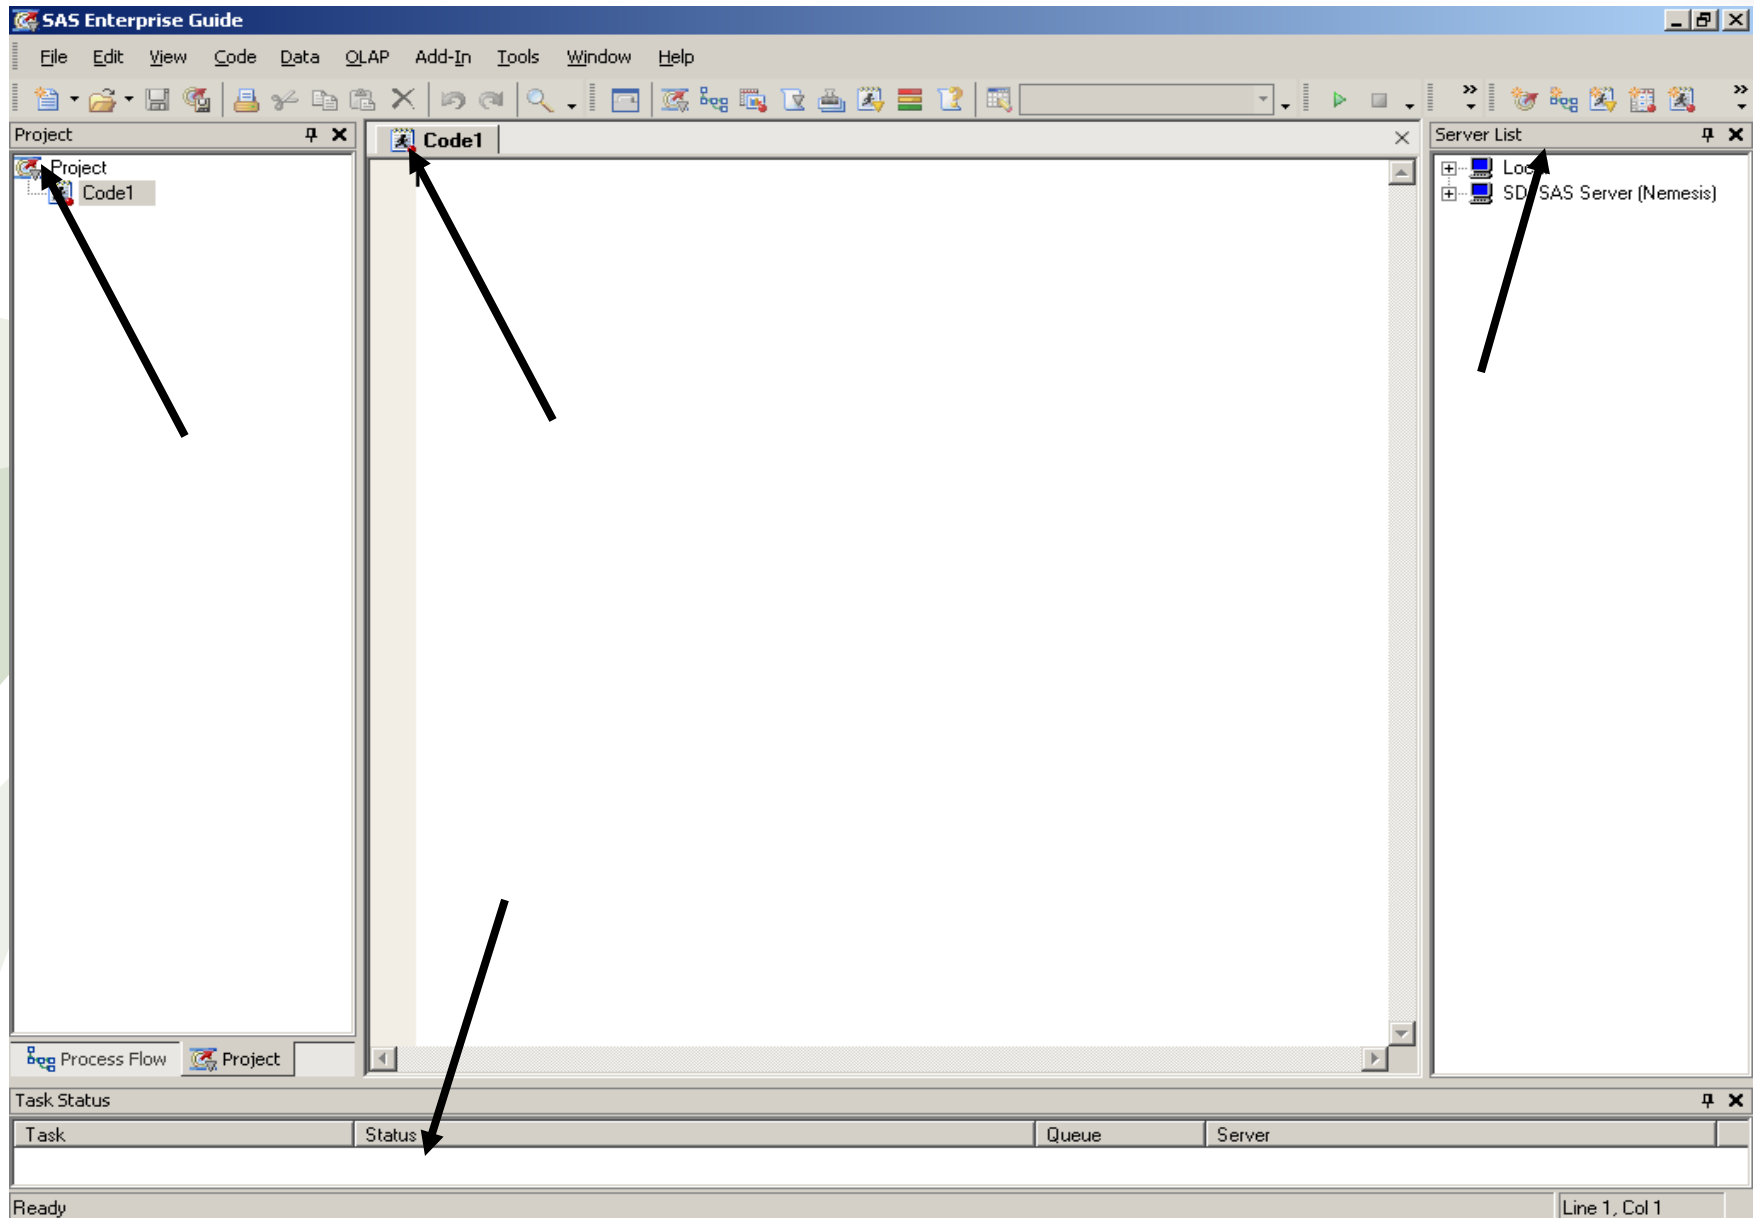 SAS Enterprise Guide
File Edit View Code Data OLAP Add-In Tools Window Help
Project
Code1
Server List
Project
Code1
SAS Server (Nemesis)
Process Flow Project
Task Status
Task Status Queue Server
Ready
Line 1, Col 1